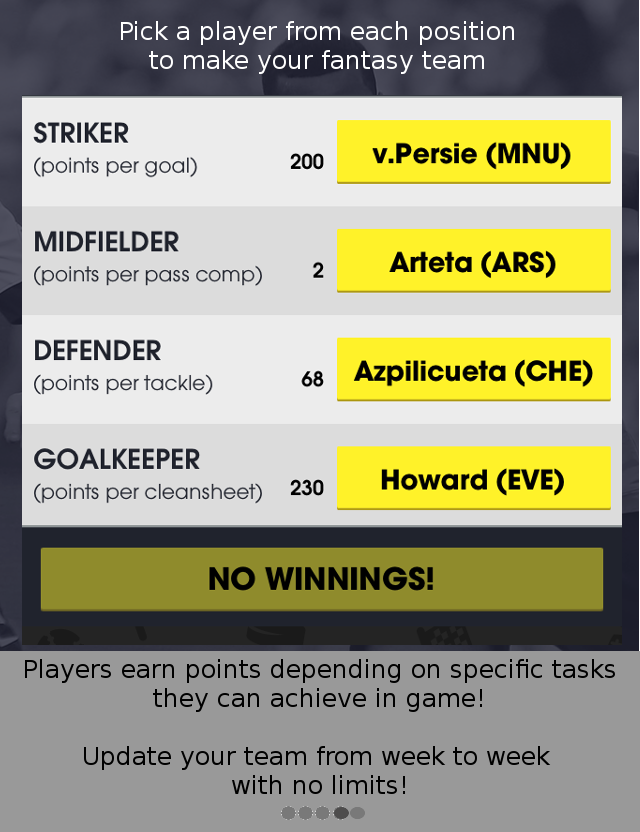 Pick a player from each position
to make your fantasy team
STRIKER
(points per goal)
200
v.Persie (MNU)
MIDFIELDER
(points per pass comp)
2
Arteta (ARS)
DEFENDER
(points per tackle)
68
Azpilicueta (CHE)
GOALKEEPER
(points per cleansheet)
230
Howard (EVE)
NO WINNINGS!
Players earn points depending on specific tasks
they can achieve in game!
Update your team from week to week
with no limits!